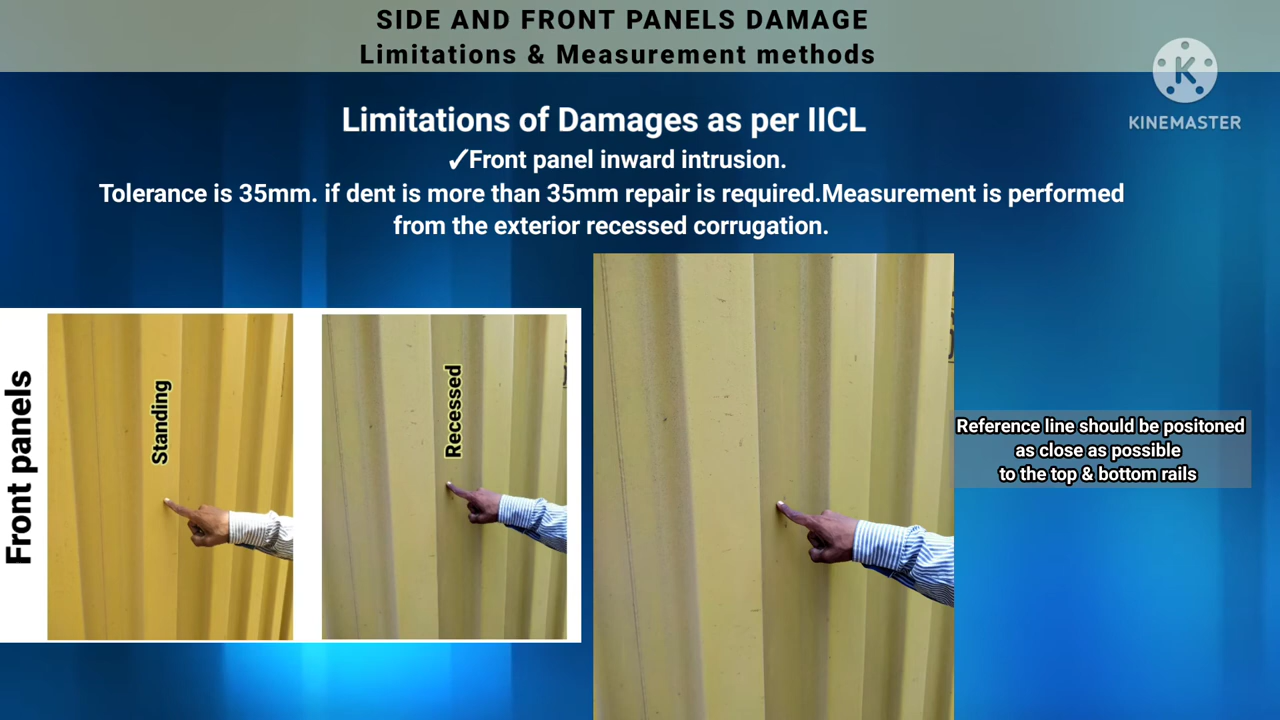 SIDE AND FRONT PANELS DAMAGE
Limitations & Measurement methods
KINEMASTER
Limitations of Damages as per IICL
✓Front panel inward intrusion.
Tolerance is 35mm. if dent is more than 35mm repair is required.Measurement is performed
from the exterior recessed corrugation.
Front panels
Standing
Recessed
Reference line should be positoned
as close as possible
to the top & bottom rails